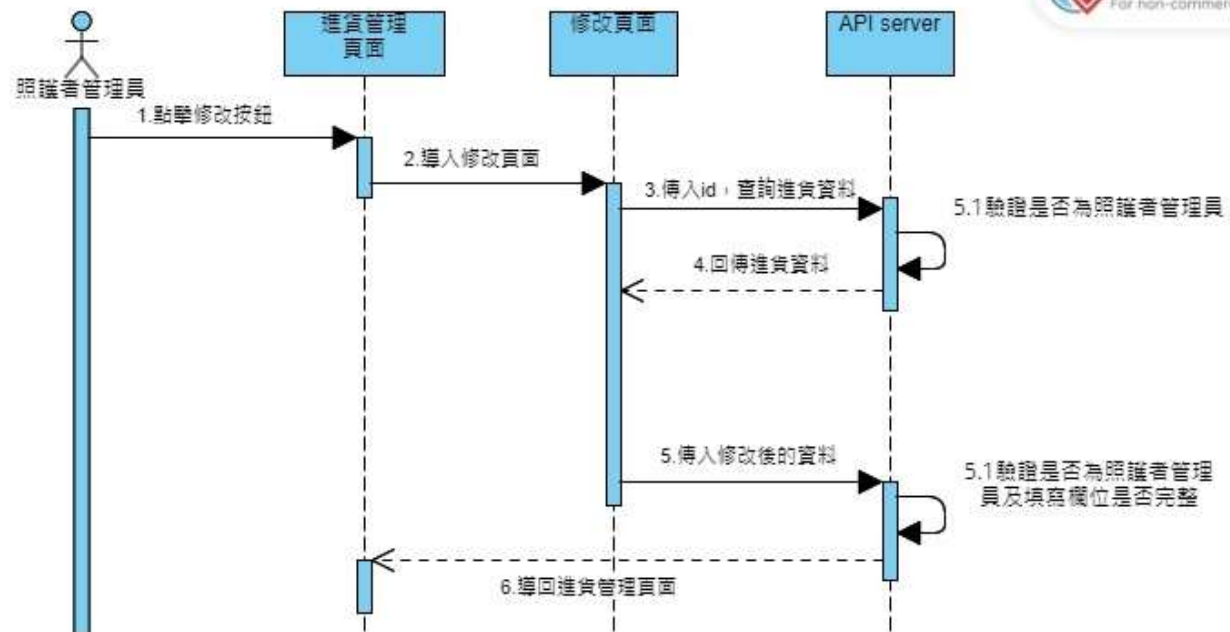 For non-commer
進貨管理
頁面
修改頁面
API server
照護者管理員
1.點擊修改按鈕
2.導入修改頁面
3.傳入id，查詢進貨資料
5.1驗證是否為照護者管理員
4.回傳進貨資料
5.傳入修改後的資料
5.1驗證是否為照護者管理
員及填寫欄位是否完整
6.導回進貨管理頁面